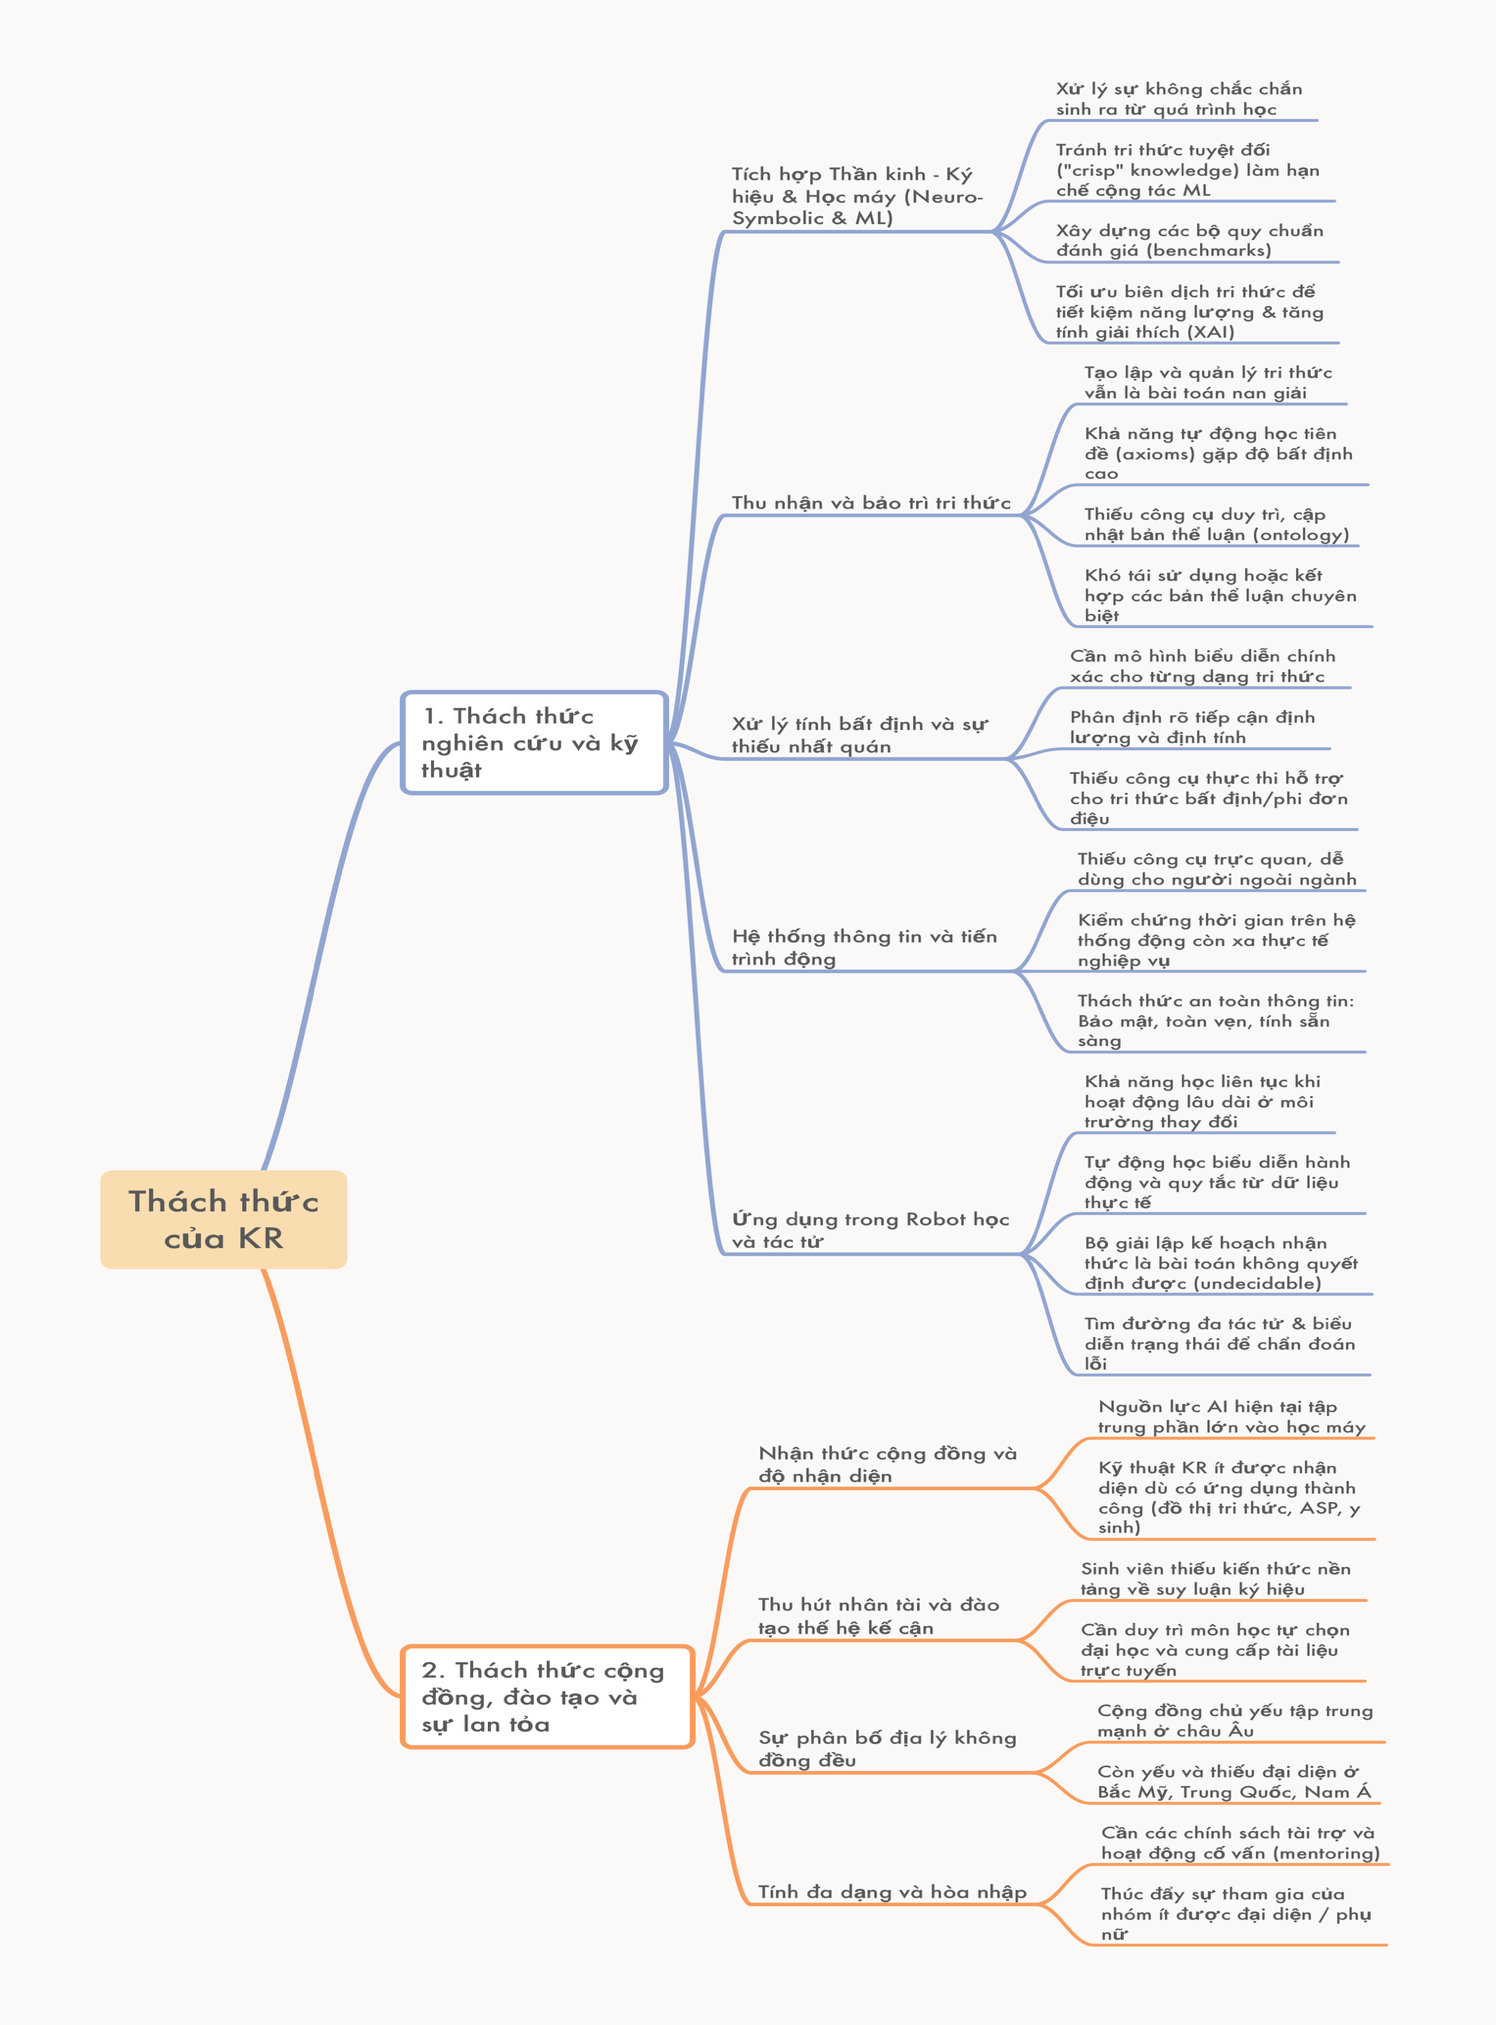 Thách thức
của KR
1. Thách thức
nghiên cứu và kỹ
thuật
Tích hợp Thần kinh - Ký
hiệu & Học máy (Neuro-
Symbolic & ML)
Xử lý sự không chắc chắn
sinh ra từ quá trình học
Tránh tri thức tuyệt đối
("crisp" knowledge) làm hạn
chế cộng tác ML
Xây dựng các bộ quy chuẩn
đánh giá (benchmarks)
Tối ưu biên dịch tri thức để
tiết kiệm năng lượng & tăng
tính giải thích (XAI)
Thu nhận và bảo trì tri thức
Tạo lập và quản lý tri thức
vẫn là bài toán nan giải
Khả năng tự động học tiên
đề (axioms) gặp độ bất định
cao
Thiếu công cụ duy trì, cập
nhật bản thể luận (ontology)
Khó tái sử dụng hoặc kết
hợp các bản thể luận chuyên
biệt
Xử lý tính bất định và sự
thiếu nhất quán
Cần mô hình biểu diễn chính
xác cho từng dạng tri thức
Phân định rõ tiếp cận định
lượng và định tính
Thiếu công cụ thực thi hỗ trợ
cho tri thức bất định/phi đơn
điệu
Hệ thống thông tin và tiến
trình động
Thiếu công cụ trực quan, dễ
dùng cho người ngoài ngành
Kiểm chứng thời gian trên hệ
thống động còn xa thực tế
nghiệp vụ
Thách thức an toàn thông tin:
Bảo mật, toàn vẹn, tính sẵn
sàng
Ứng dụng trong Robot học
và tác tử
Khả năng học liên tục khi
hoạt động lâu dài ở môi
trường thay đổi
Tự động học biểu diễn hành
động và quy tắc từ dữ liệu
thực tế
Bộ giải lập kế hoạch nhận
thức là bài toán không quyết
định được (undecidable)
Tìm đường đa tác tử & biểu
diễn trạng thái để chẩn đoán
lỗi
2. Thách thức cộng
đồng, đào tạo và
sự lan tỏa
Nhận thức cộng đồng và
độ nhận diện
Nguồn lực AI hiện tại tập
trung phần lớn vào học máy
Kỹ thuật KR ít được nhận
diện dù có ứng dụng thành
công (đồ thị tri thức, ASP, y
sinh)
Thu hút nhân tài và đào
tạo thế hệ kế cận
Sinh viên thiếu kiến thức nền
tảng về suy luận ký hiệu
Cần duy trì môn học tự chọn
đại học và cung cấp tài liệu
trực tuyến
Sự phân bố địa lý không
đồng đều
Cộng đồng chủ yếu tập trung
mạnh ở châu Âu
Còn yếu và thiếu đại diện ở
Bắc Mỹ, Trung Quốc, Nam Á
Tính đa dạng và hòa nhập
Cần các chính sách tài trợ và
hoạt động cố vấn (mentoring)
Thúc đẩy sự tham gia của
nhóm ít được đại diện / phụ
nữ